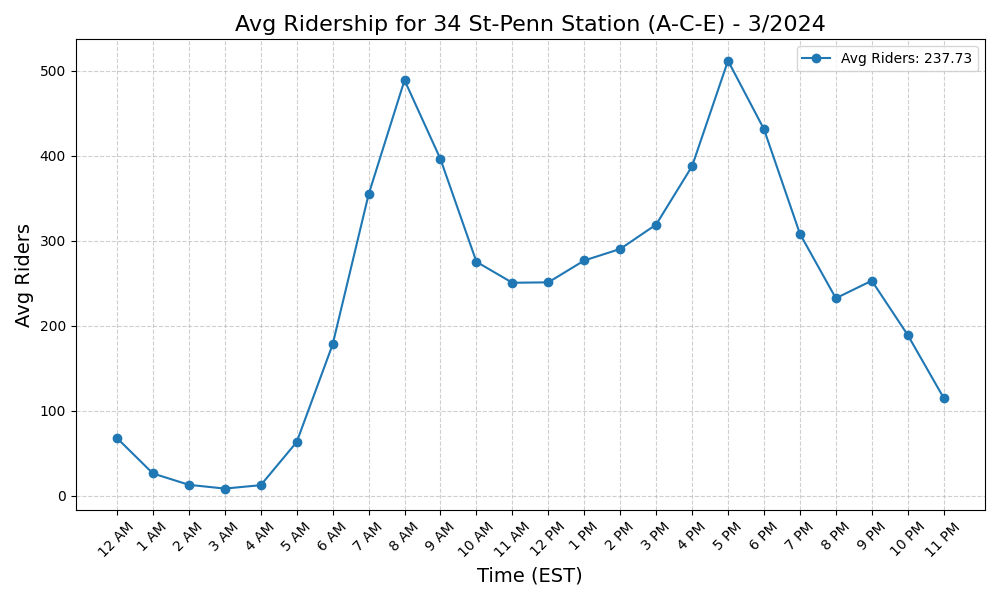 Avg Ridership for 34 St-Penn Station (A-C-E) - 3/2024
Avg Riders: 237.73
Avg Riders
500
400
300
200
100
0
12 AM
1 AM
2 AM
3 AM
4 AM
5 AM
6 AM
7 AM
8 AM
9 AM
10 AM
11 AM
12 PM
1 PM
2 PM
3 PM
4 PM
5 PM
6 PM
7 PM
8 PM
9 PM
10 PM
11 PM
Time (EST)